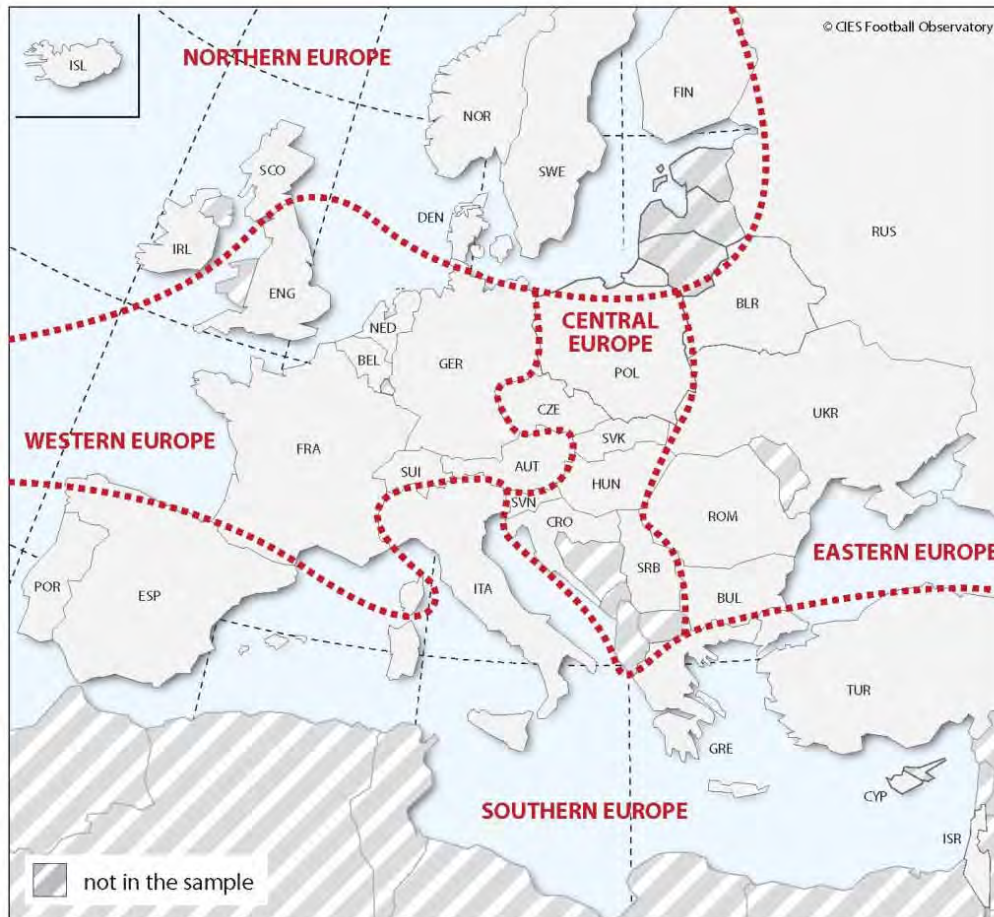 © CIES Football Observatory
ISL
NORTHERN EUROPE
NOR
FIN
SCO
SWE
DEN
RUS
IRL
ENG
BLR
NED
CENTRAL
EUROPE
BEL
GER
POL
CZE
UKR
WESTERN EUROPE
FRA
SVK
SUI
AUT
HUN
SVN
ROM
CRO
EASTERN EUROPE
SRB
POR
ESP
ITA
BUL
TUR
GRE
CYP
SOUTHERN EUROPE
ISR
not in the sample